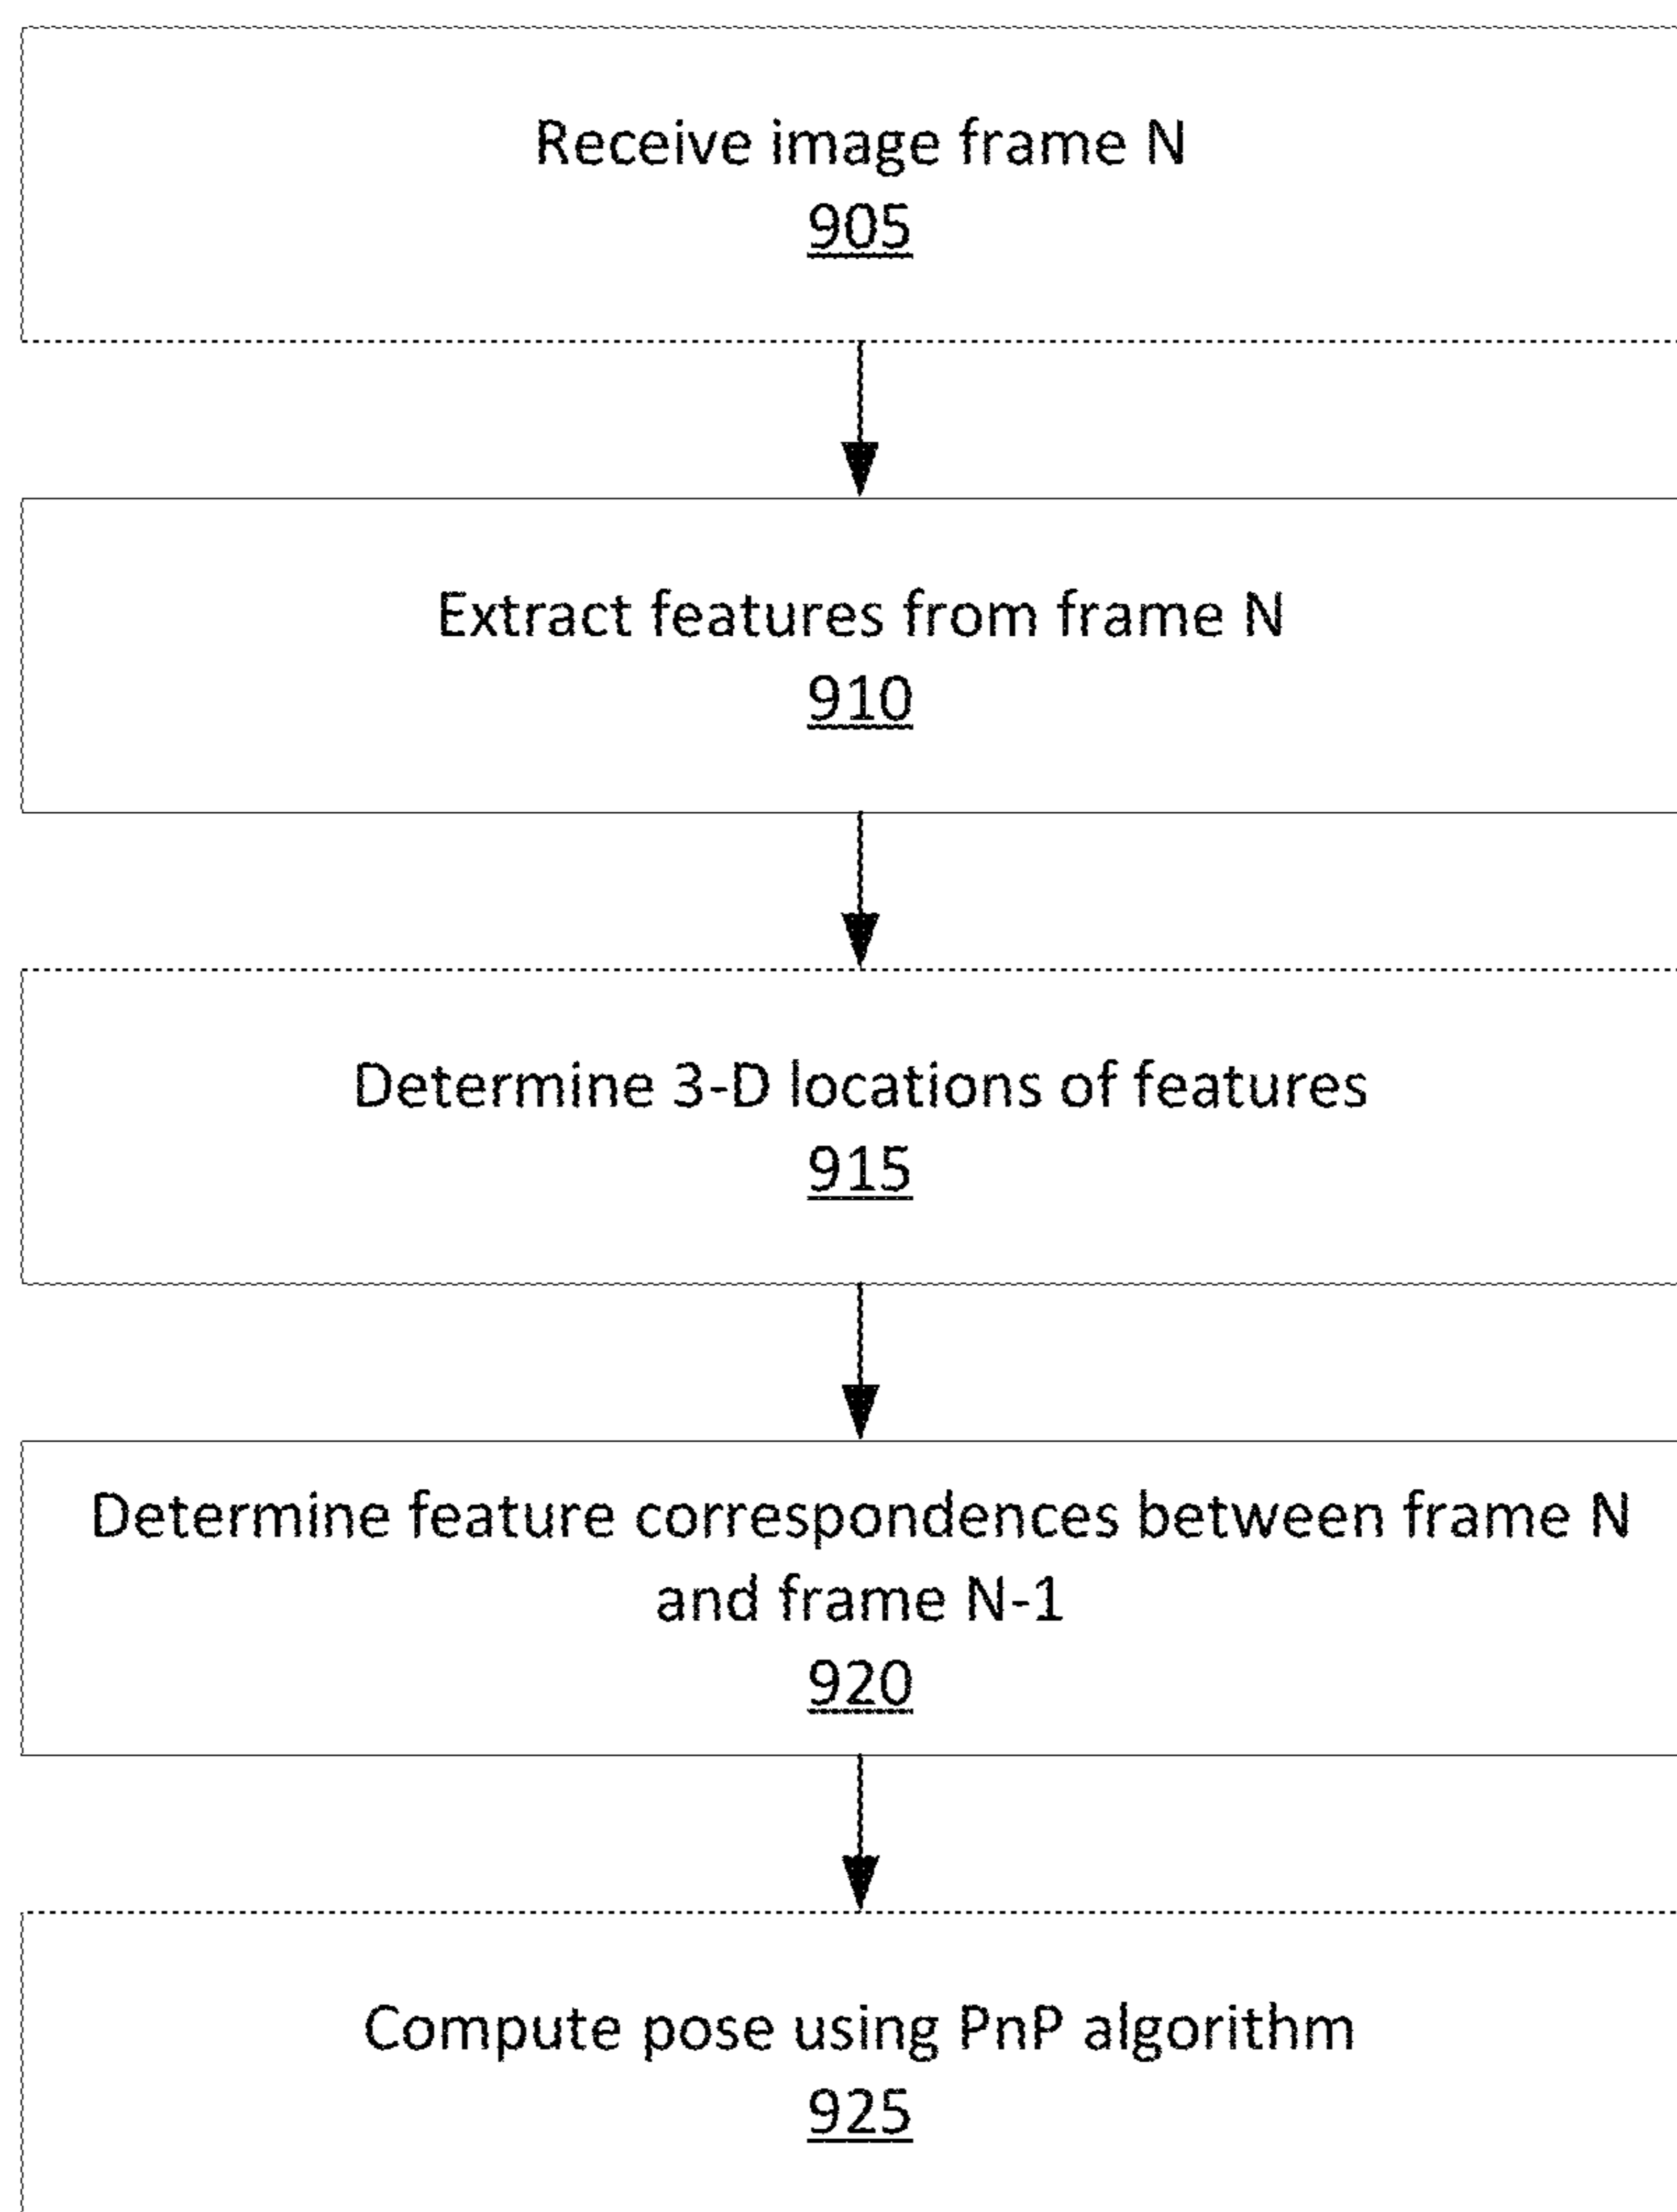 Receive image frame N
905
Extract features from frame N
910
Determine 3-D locations of features
915
Determine feature correspondences between frame N
and frame N-1
920
Compute pose using PnP algorithm
925